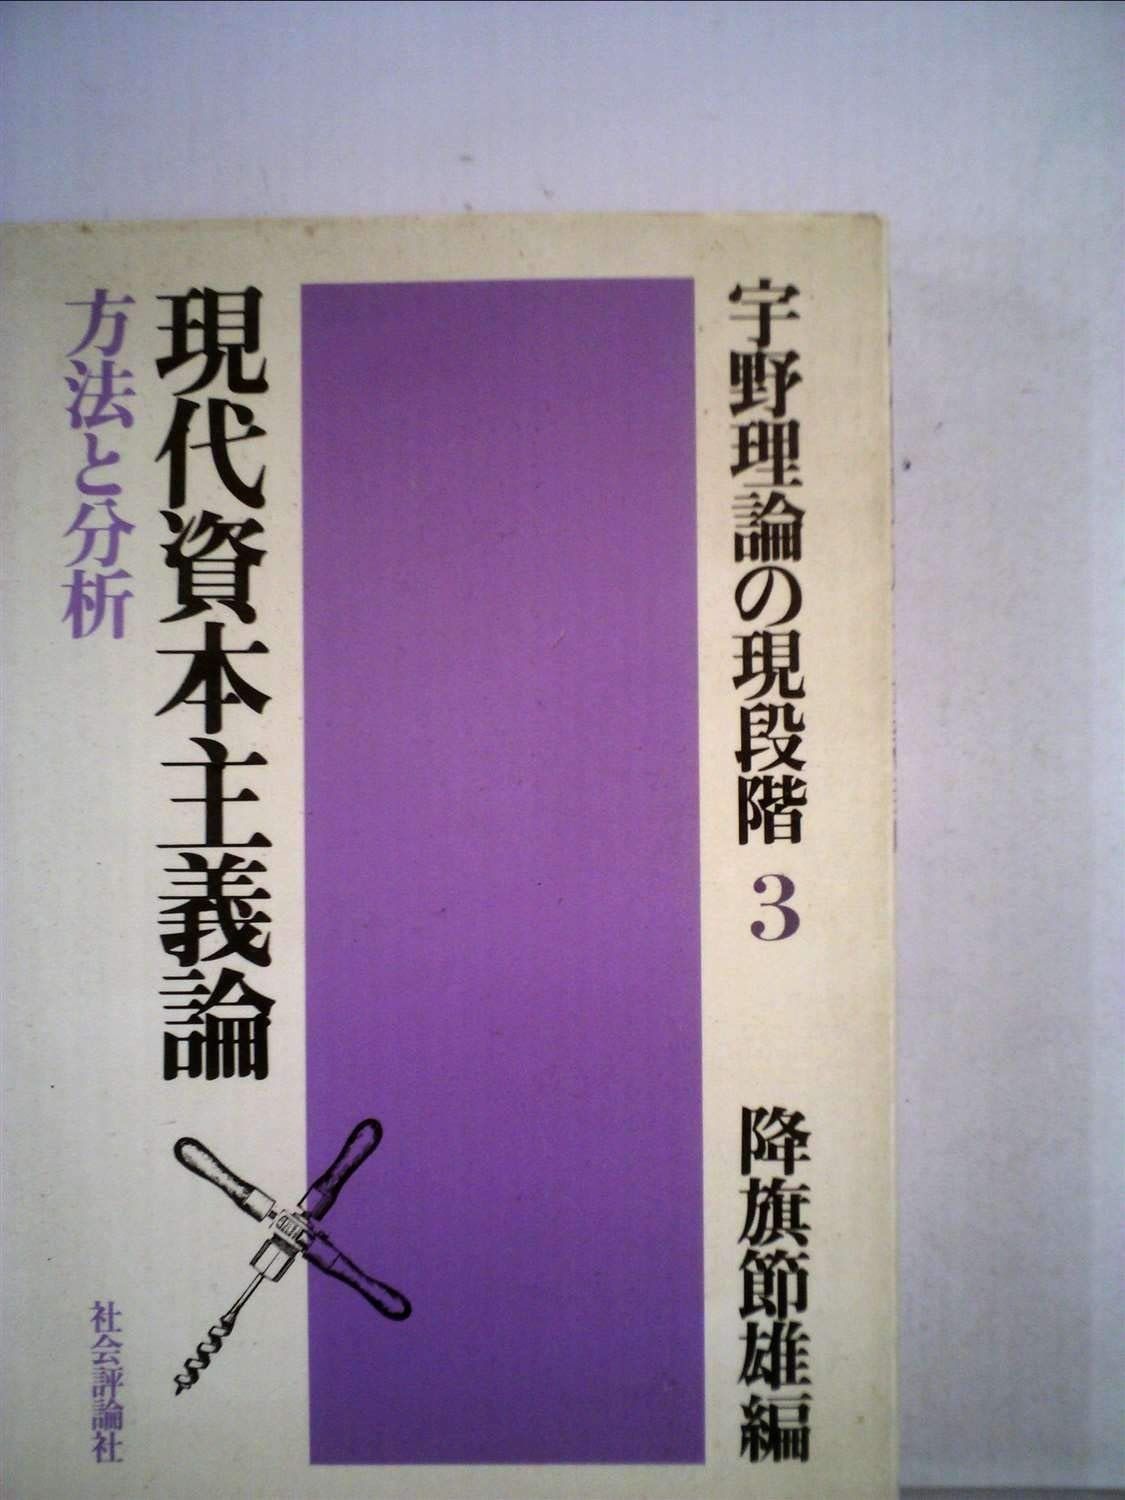 宇野理論の現段階 3
降旗節雄編
現代資本主義論
方法と分析
社会評論社